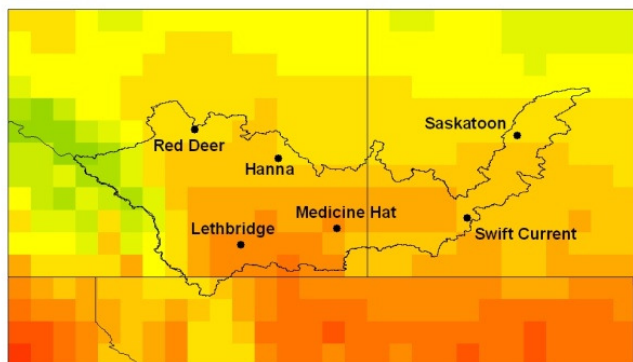 Saskatoon
Red Deer
Hanna
Medicine Hat
Lethbridge
Swift Current